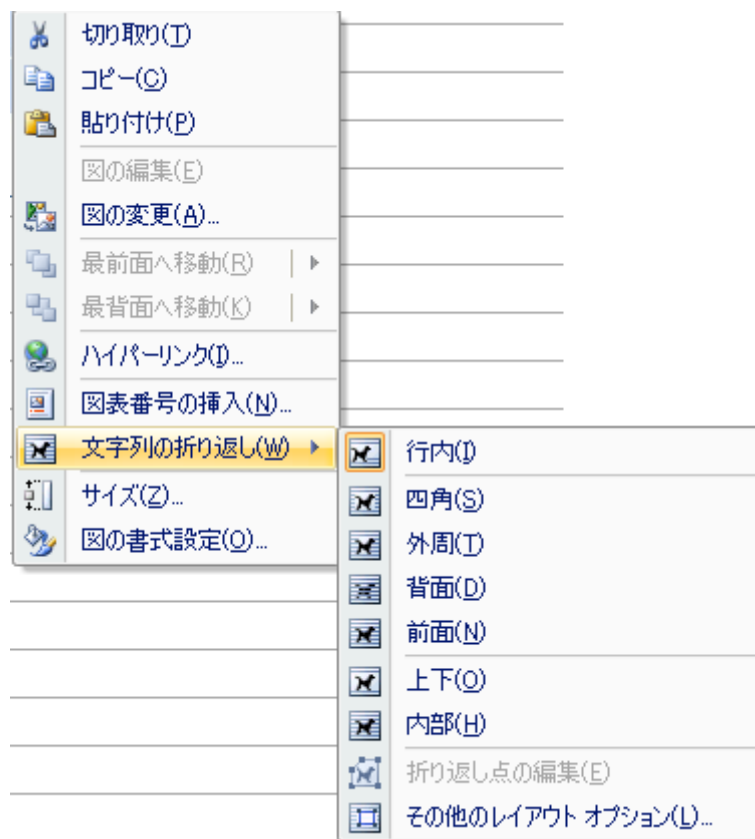 切り取り(T)
コピー(C)
貼り付け(P)
図の編集(E)
図の変更(A)...
最前面へ移動(R)
最背面へ移動(K)
ハイパーリンク(I)...
図表番号の挿入(N)...
文字列の折り返し(W)
サイズ(Z)...
図の書式設定(O)...
行内(I)
四角(S)
外周(T)
背面(D)
前面(N)
上下(O)
内部(H)
折り返し点の編集(E)
その他のレイアウト オプション(L)...